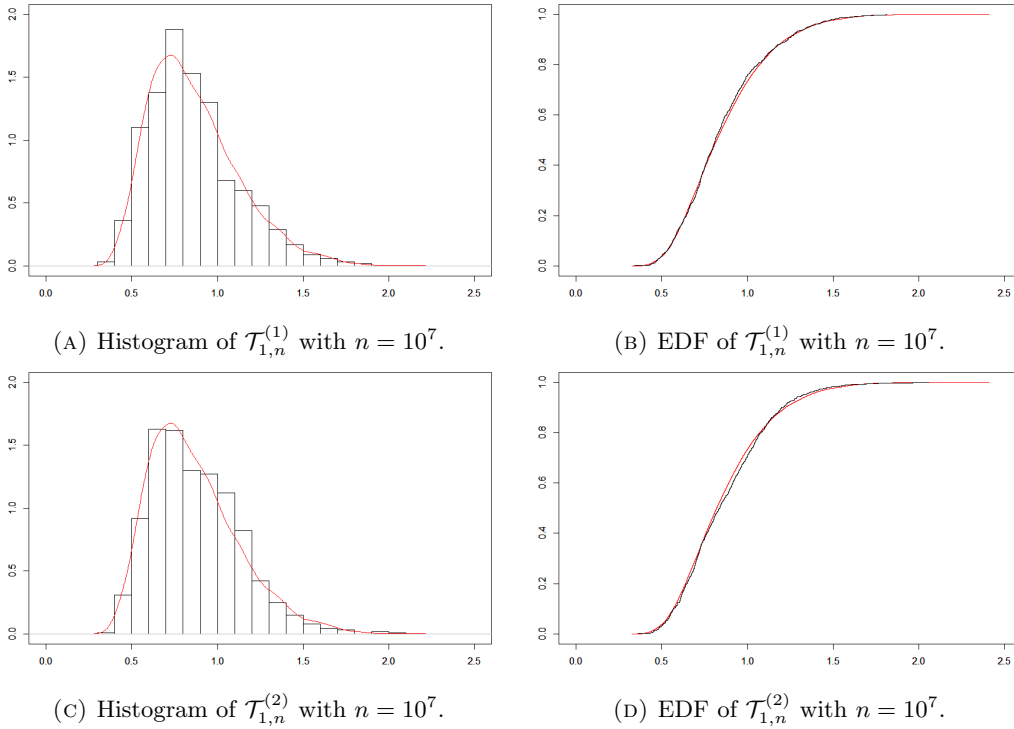 2.0
1.5
1.0
0.5
0.0
0.0 0.5 1.0 1.5 2.0 2.5
1.0
0.8
0.6
0.4
0.2
0.0
0.0 0.5 1.0 1.5 2.0 2.5
(A) Histogram of $\mathcal{T}_{1,n}^{(1)}$ with $n = 10^7$.
(B) EDF of $\mathcal{T}_{1,n}^{(1)}$ with $n = 10^7$.
2.0
1.5
1.0
0.5
0.0
0.0 0.5 1.0 1.5 2.0 2.5
1.0
0.8
0.6
0.4
0.2
0.0
0.0 0.5 1.0 1.5 2.0 2.5
(C) Histogram of $\mathcal{T}_{1,n}^{(2)}$ with $n = 10^7$.
(D) EDF of $\mathcal{T}_{1,n}^{(2)}$ with $n = 10^7$.